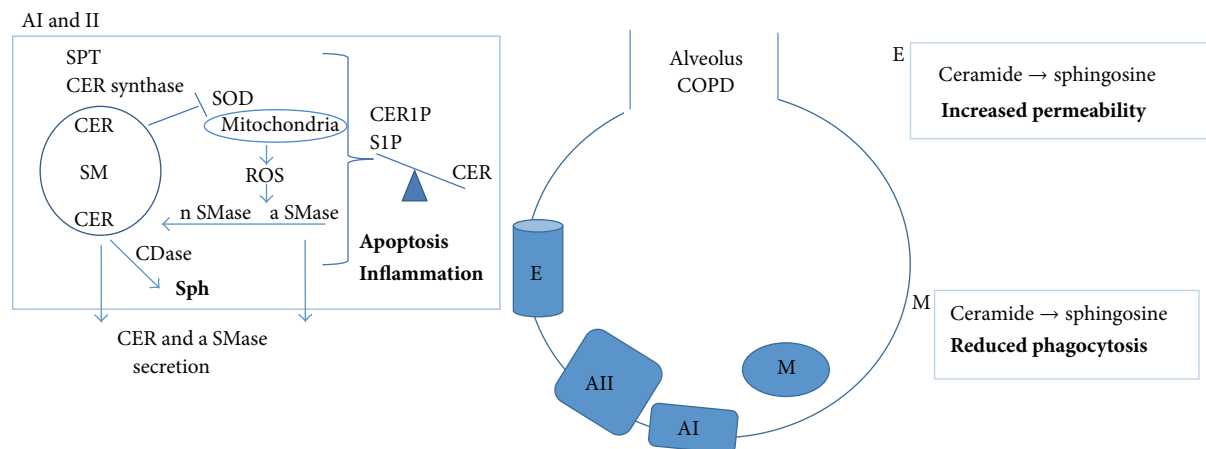 AI and II
SPT
CER synthase
SOD
CER
Mitochondria
SM
ROS
CER
n SMase a SMase
CDase
Sph
CER1P
S1P
CER
Apoptosis
Inflammation
CER and a SMase
secretion
Alveolus
COPD
E
AII
AI
M
E
Ceramide → sphingosine
Increased permeability
M
Ceramide → sphingosine
Reduced phagocytosis